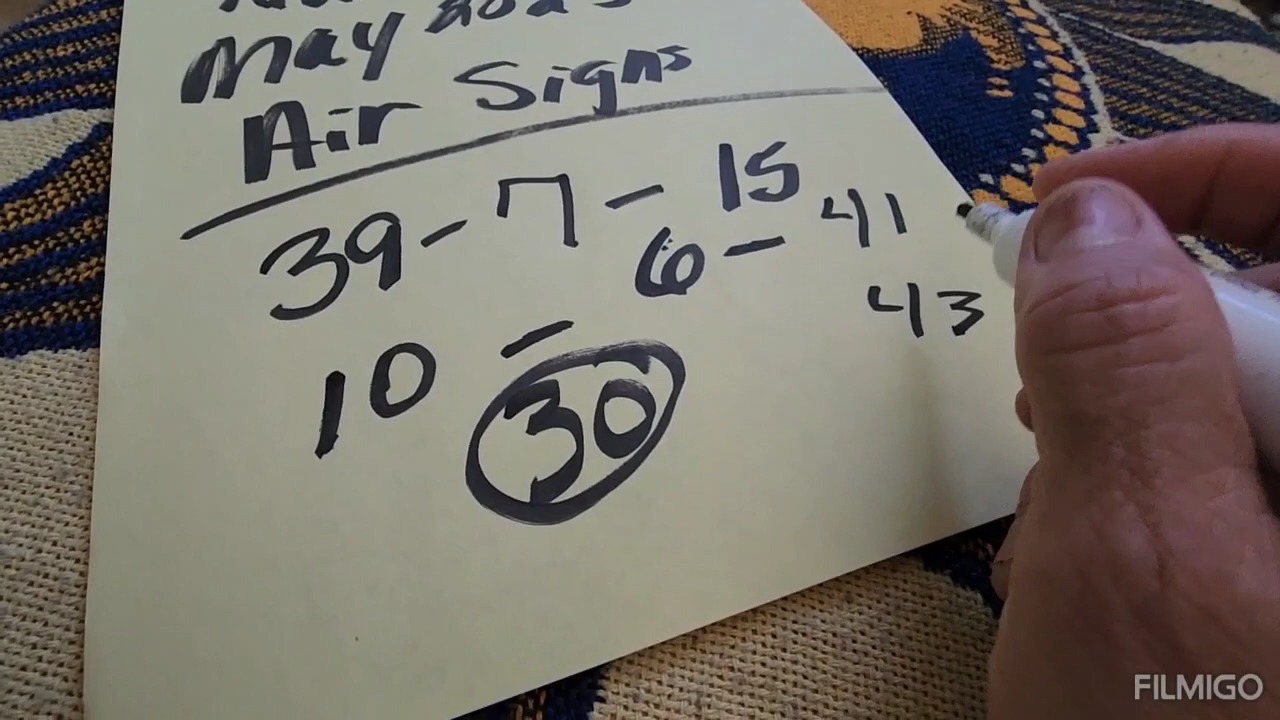 May
Air Signs
39 - 7 - 15
6 - 41
43
10 - 30
FILMIGO